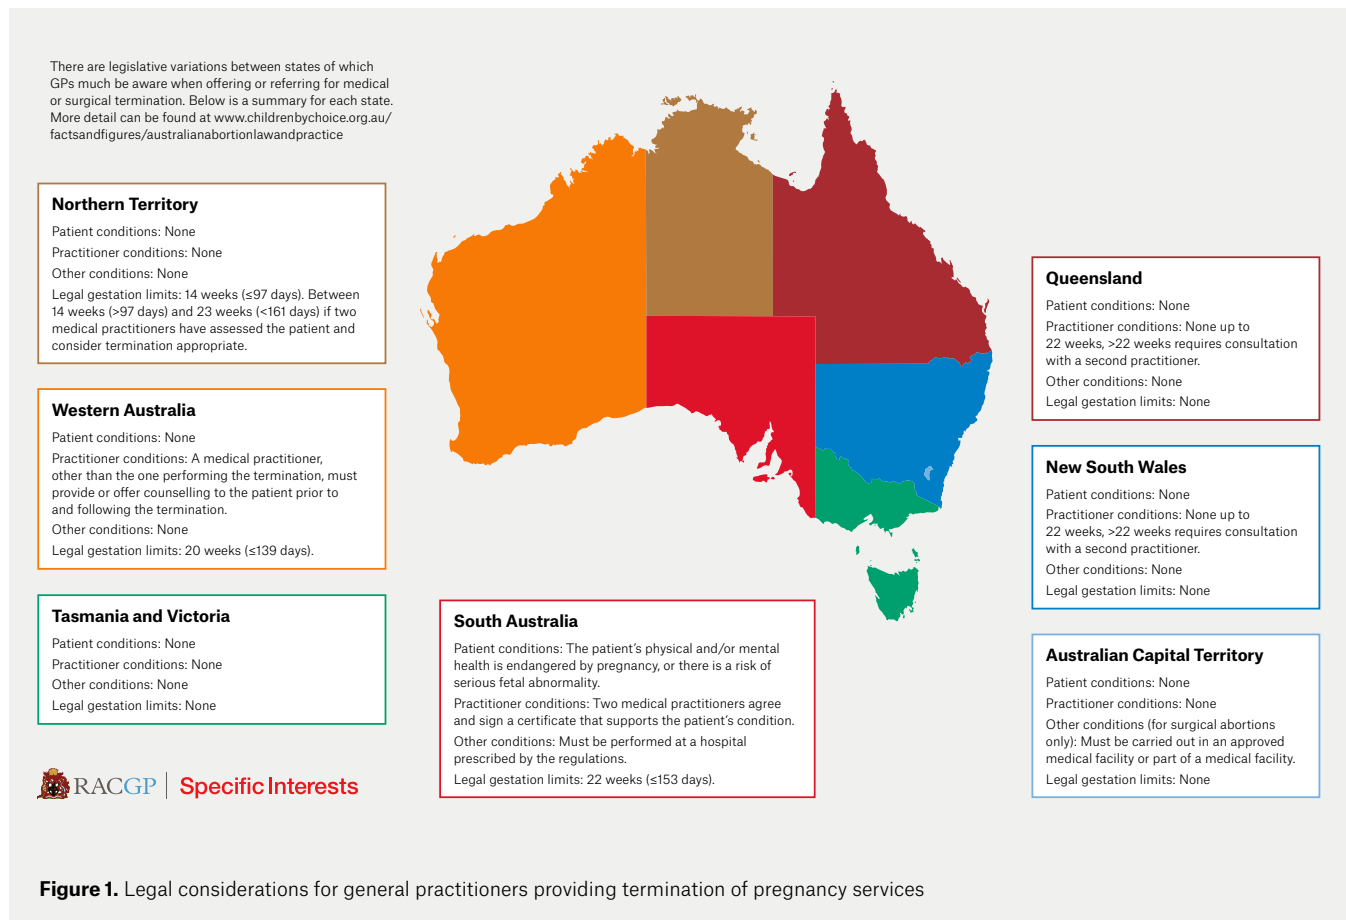 There are legislative variations between states of which
GPs much be aware when offering or referring for medical
or surgical termination. Below is a summary for each state.
More detail can be found at www.childrenbychoice.org.au/
factsandfigures/australianabortionlawandpractice
Northern Territory
Patient conditions: None
Practitioner conditions: None
Other conditions: None
Legal gestation limits: 14 weeks (≤97 days). Between
14 weeks (>97 days) and 23 weeks (<161 days) if two
medical practitioners have assessed the patient and
consider termination appropriate.
Western Australia
Patient conditions: None
Practitioner conditions: A medical practitioner,
other than the one performing the termination, must
provide or offer counselling to the patient prior to
and following the termination.
Other conditions: None
Legal gestation limits: 20 weeks (≤139 days).
Tasmania and Victoria
Patient conditions: None
Practitioner conditions: None
Other conditions: None
Legal gestation limits: None
South Australia
Patient conditions: The patient's physical and/or mental
health is endangered by pregnancy, or there is a risk of
serious fetal abnormality.
Practitioner conditions: Two medical practitioners agree
and sign a certificate that supports the patient's condition.
Other conditions: Must be performed at a hospital
prescribed by the regulations.
Legal gestation limits: 22 weeks (≤153 days).
Queensland
Patient conditions: None
Practitioner conditions: None up to
22 weeks, >22 weeks requires consultation
with a second practitioner.
Other conditions: None
Legal gestation limits: None
New South Wales
Patient conditions: None
Practitioner conditions: None up to
22 weeks, >22 weeks requires consultation
with a second practitioner.
Other conditions: None
Legal gestation limits: None
Australian Capital Territory
Patient conditions: None
Practitioner conditions: None
Other conditions (for surgical abortions
only): Must be carried out in an approved
medical facility or part of a medical facility.
Legal gestation limits: None
RACGP Specific Interests
Figure 1. Legal considerations for general practitioners providing termination of pregnancy services